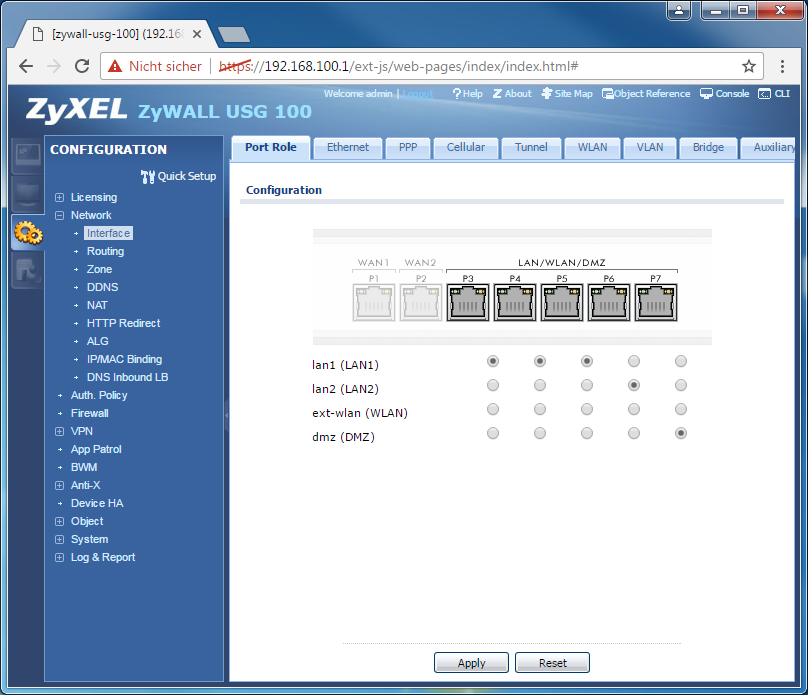 [zywall-usg-100] (192.168
Nicht sicher https://192.168.100.1/ext-js/web-pages/index/index.html#
ZyXEL ZyWALL USG 100
Welcome admin | Logout ?Help Z About Site Map Object Reference Console CLI
CONFIGURATION
Quick Setup
Licensing
Network
Interface
Routing
Zone
DDNS
NAT
HTTP Redirect
ALG
IP/MAC Binding
DNS Inbound LB
Auth. Policy
Firewall
VPN
App Patrol
BWM
Anti-X
Device HA
Object
System
Log & Report
Port Role Ethernet PPP Cellular Tunnel WLAN VLAN Bridge Auxiliary
Configuration
WAN1 WAN2 LAN/WLAN/DMZ
P1 P2 P3 P4 P5 P6 P7
lan1 (LAN1)
lan2 (LAN2)
ext-wlan (WLAN)
dmz (DMZ)
Apply Reset